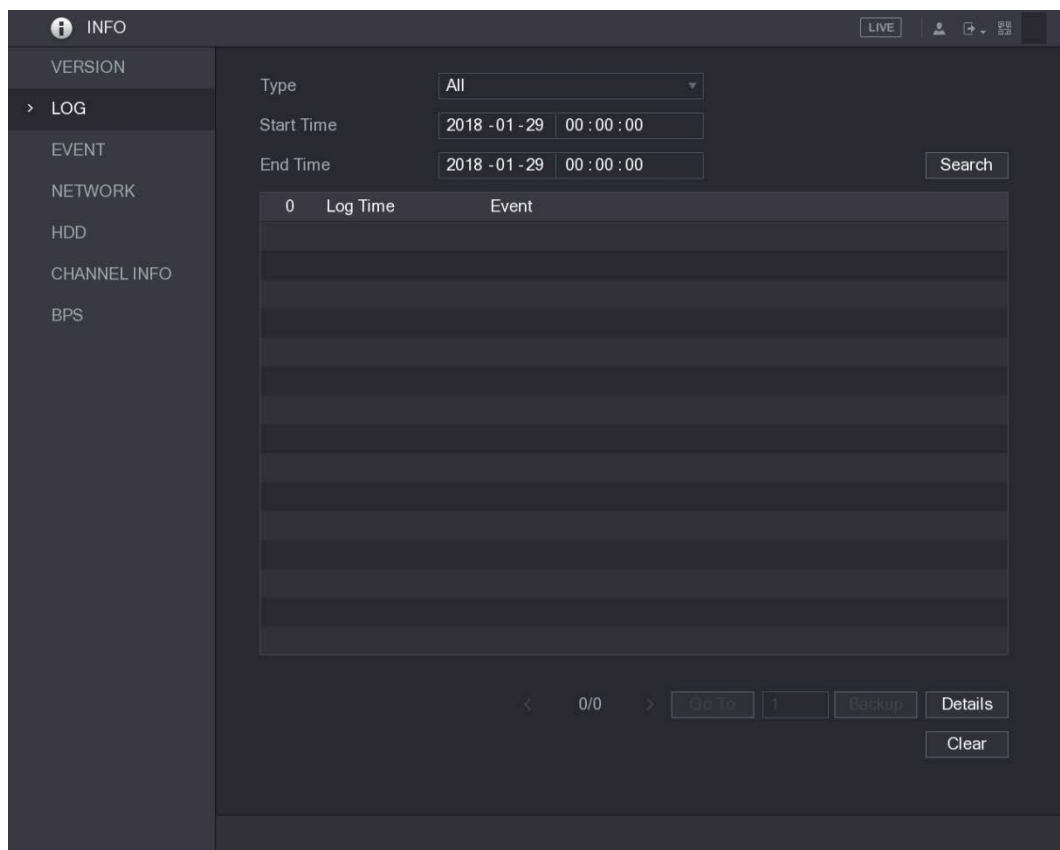 INFO
LIVE
VERSION
LOG
EVENT
NETWORK
HDD
CHANNEL INFO
BPS
Type All
Start Time 2018 - 01 - 29 00 : 00 : 00
End Time 2018 - 01 - 29 00 : 00 : 00 Search
0 Log Time Event
0/0 Go To 1 Backup Details
Clear